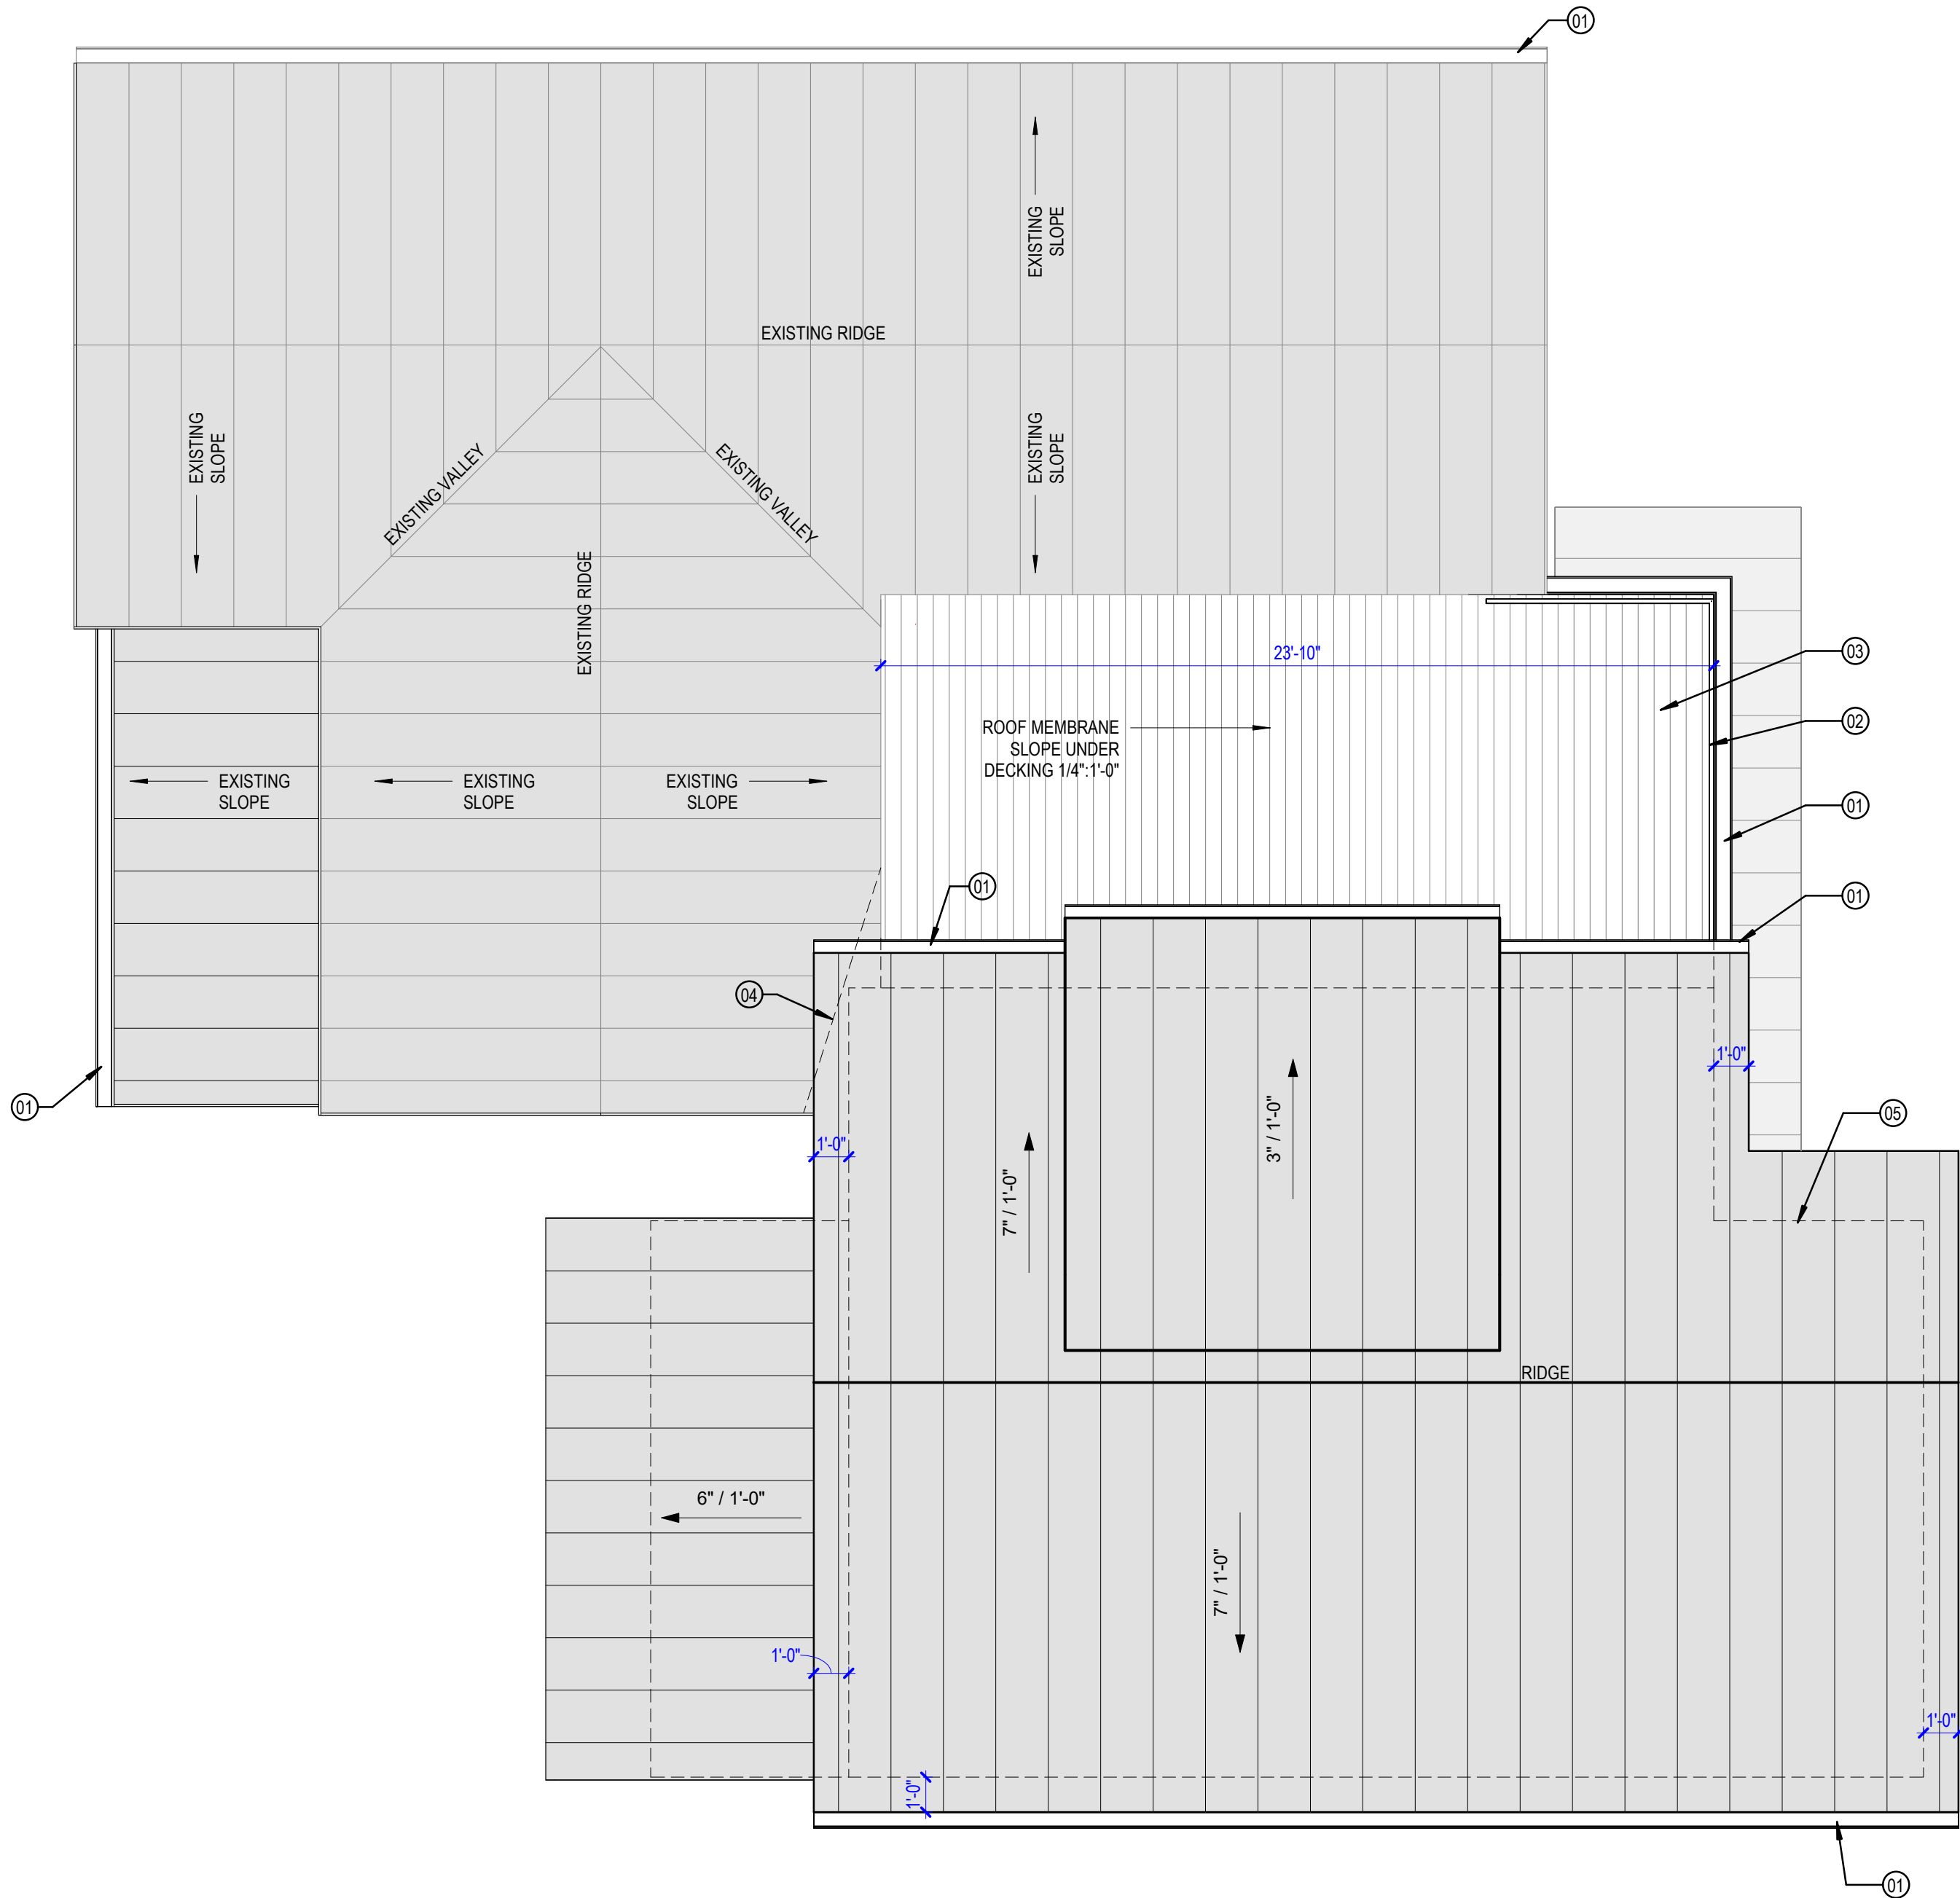 01
EXISTING
SLOPE
EXISTING RIDGE
EXISTING
SLOPE
EXISTING
SLOPE
EXISTING VALLEY
EXISTING VALLEY
EXISTING RIDGE
23'-10"
03
ROOF MEMBRANE
SLOPE UNDER
DECKING 1/4":1'-0"
02
EXISTING
SLOPE
EXISTING
SLOPE
EXISTING
SLOPE
01
01
01
04
1'-0"
01
05
1'-0"
3" / 1'-0"
7" / 1'-0"
RIDGE
6" / 1'-0"
7" / 1'-0"
1'-0"
1'-0"
1'-0"
01